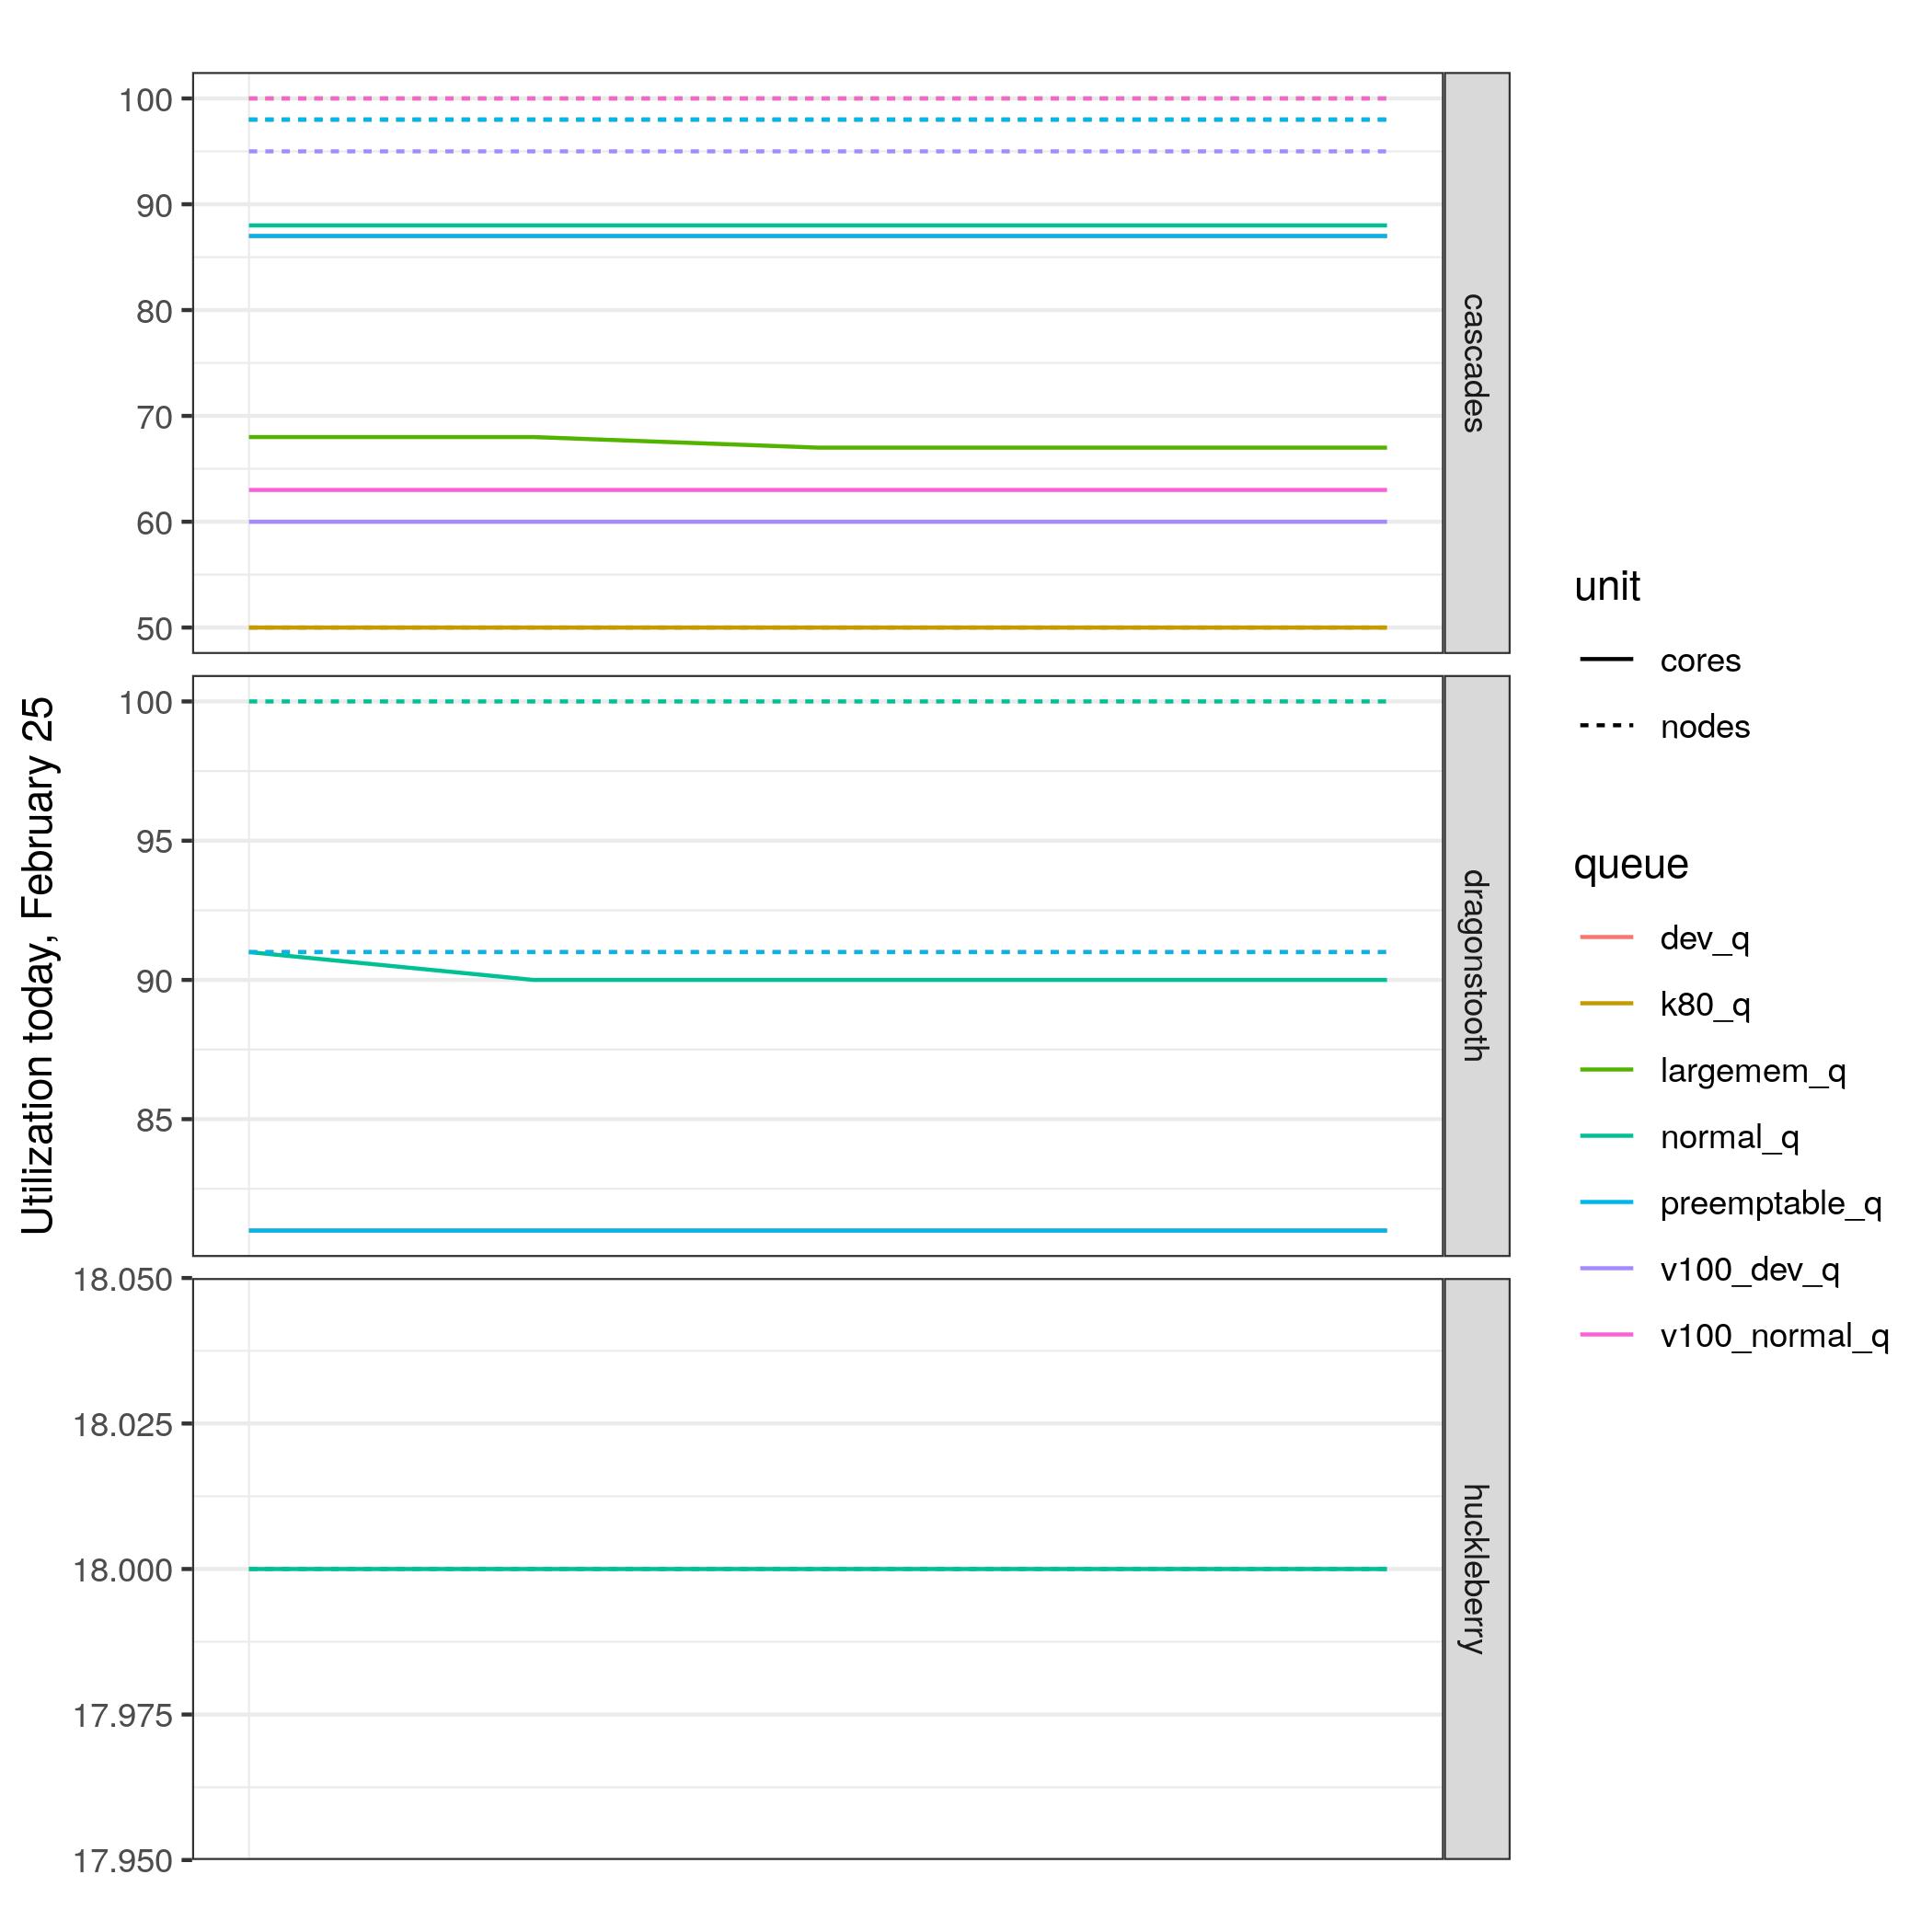 Utilization today, February 25
100
90
80
70
60
50
cascades
100
95
90
85
dragonstooth
18.050
18.025
18.000
17.975
17.950
huckleberry
unit
cores
nodes
queue
dev_q
k80_q
largemem_q
normal_q
preemptable_q
v100_dev_q
v100_normal_q